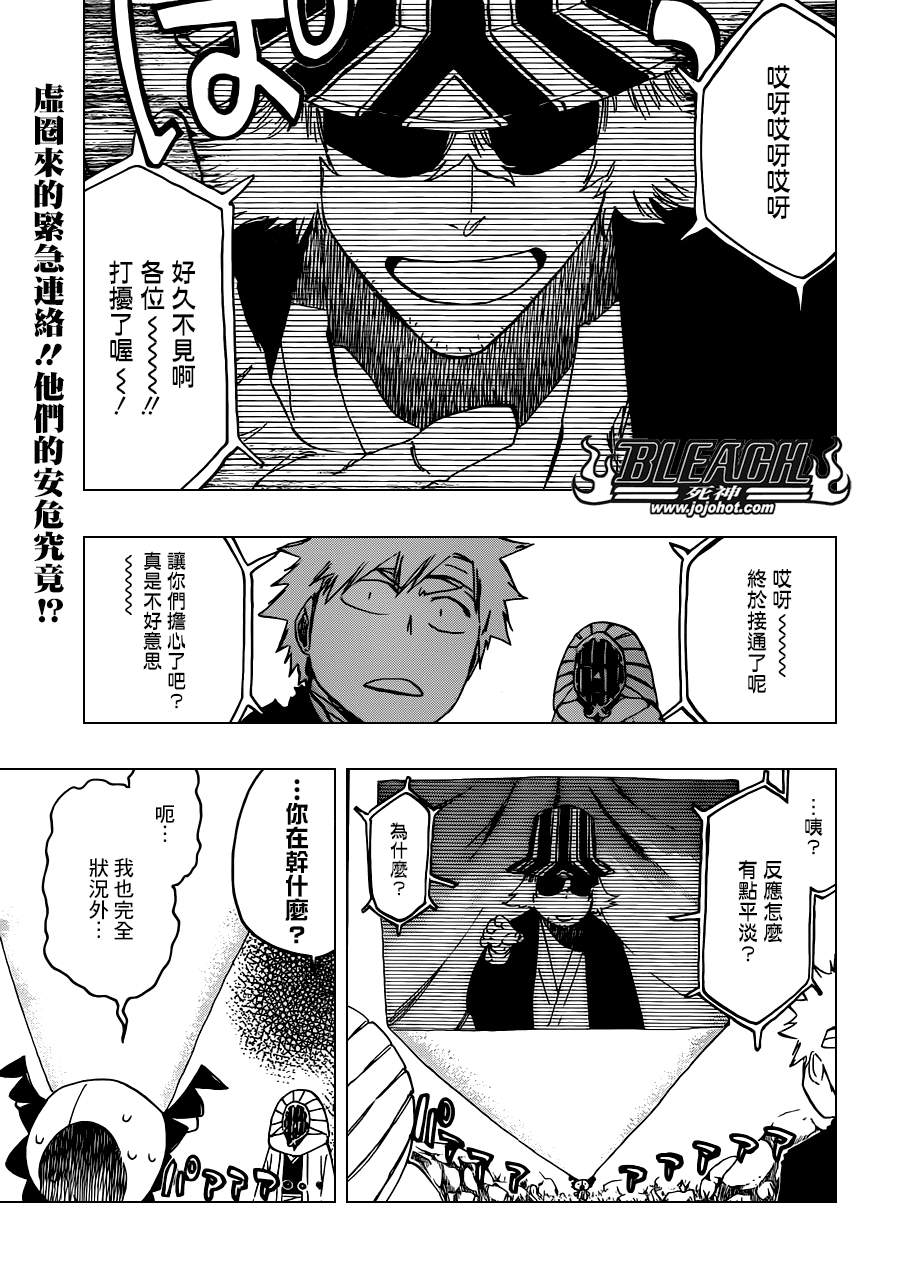 ぱ
哎呀哎呀哎呀
好久不見啊
各位～～～!!
打擾了喔～～!
虛圈來的緊急連絡!!他們的安危究竟!?
BLEACH
死神
www.jojohot.com
哎呀～～～～
終於接通了呢
讓你們擔心了吧?
真是不好意思
～～～～
…咦?
反應怎麼
有點平淡?
為什麼?
パアアア
アアア
…你在幹什麼?
呃…
我也完全
狀況外…
パアアア